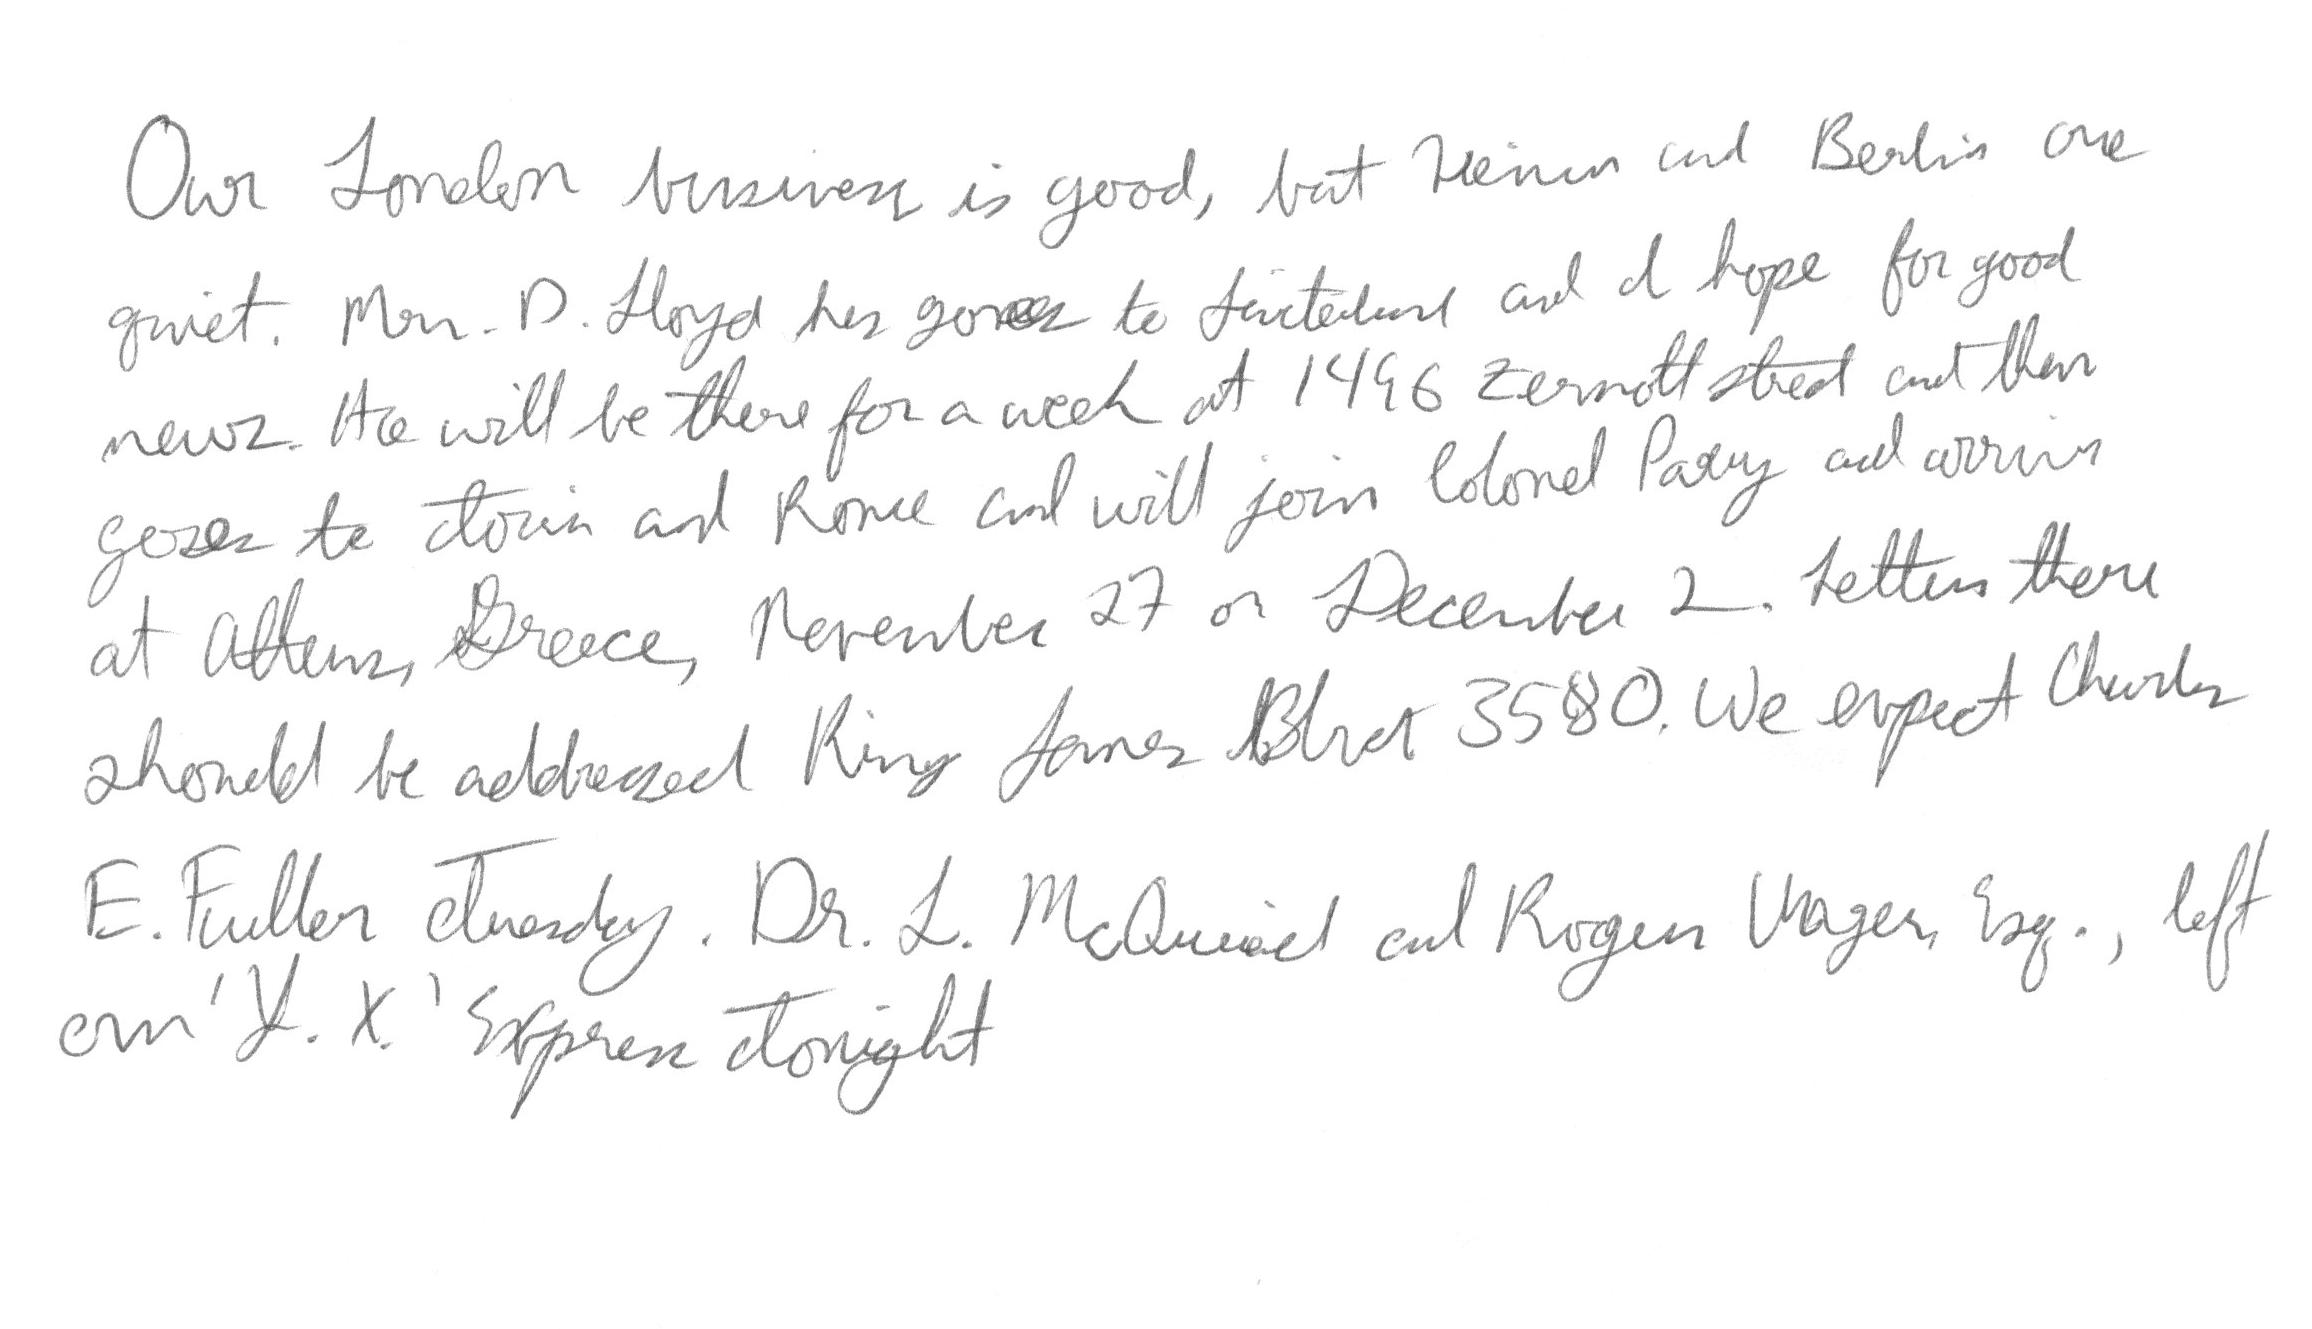 Our London business is good, but Vienna and Berlin are
quiet. Mr. D. Lloyd has gone to Switzerland and I hope for good
news. He will be there for a week at 1496 Zermott street and then
goes to Turin and Rome and will join Colonel Parry and arrive
at Athens, Greece, November 27 or December 2. Letters there
should be addressed King James Blvd 3580. We expect Charles
E. Fuller Tuesday. Dr. L. McQuaid and Roger Unger, Esq., left
on 'Y. X.' Express tonight